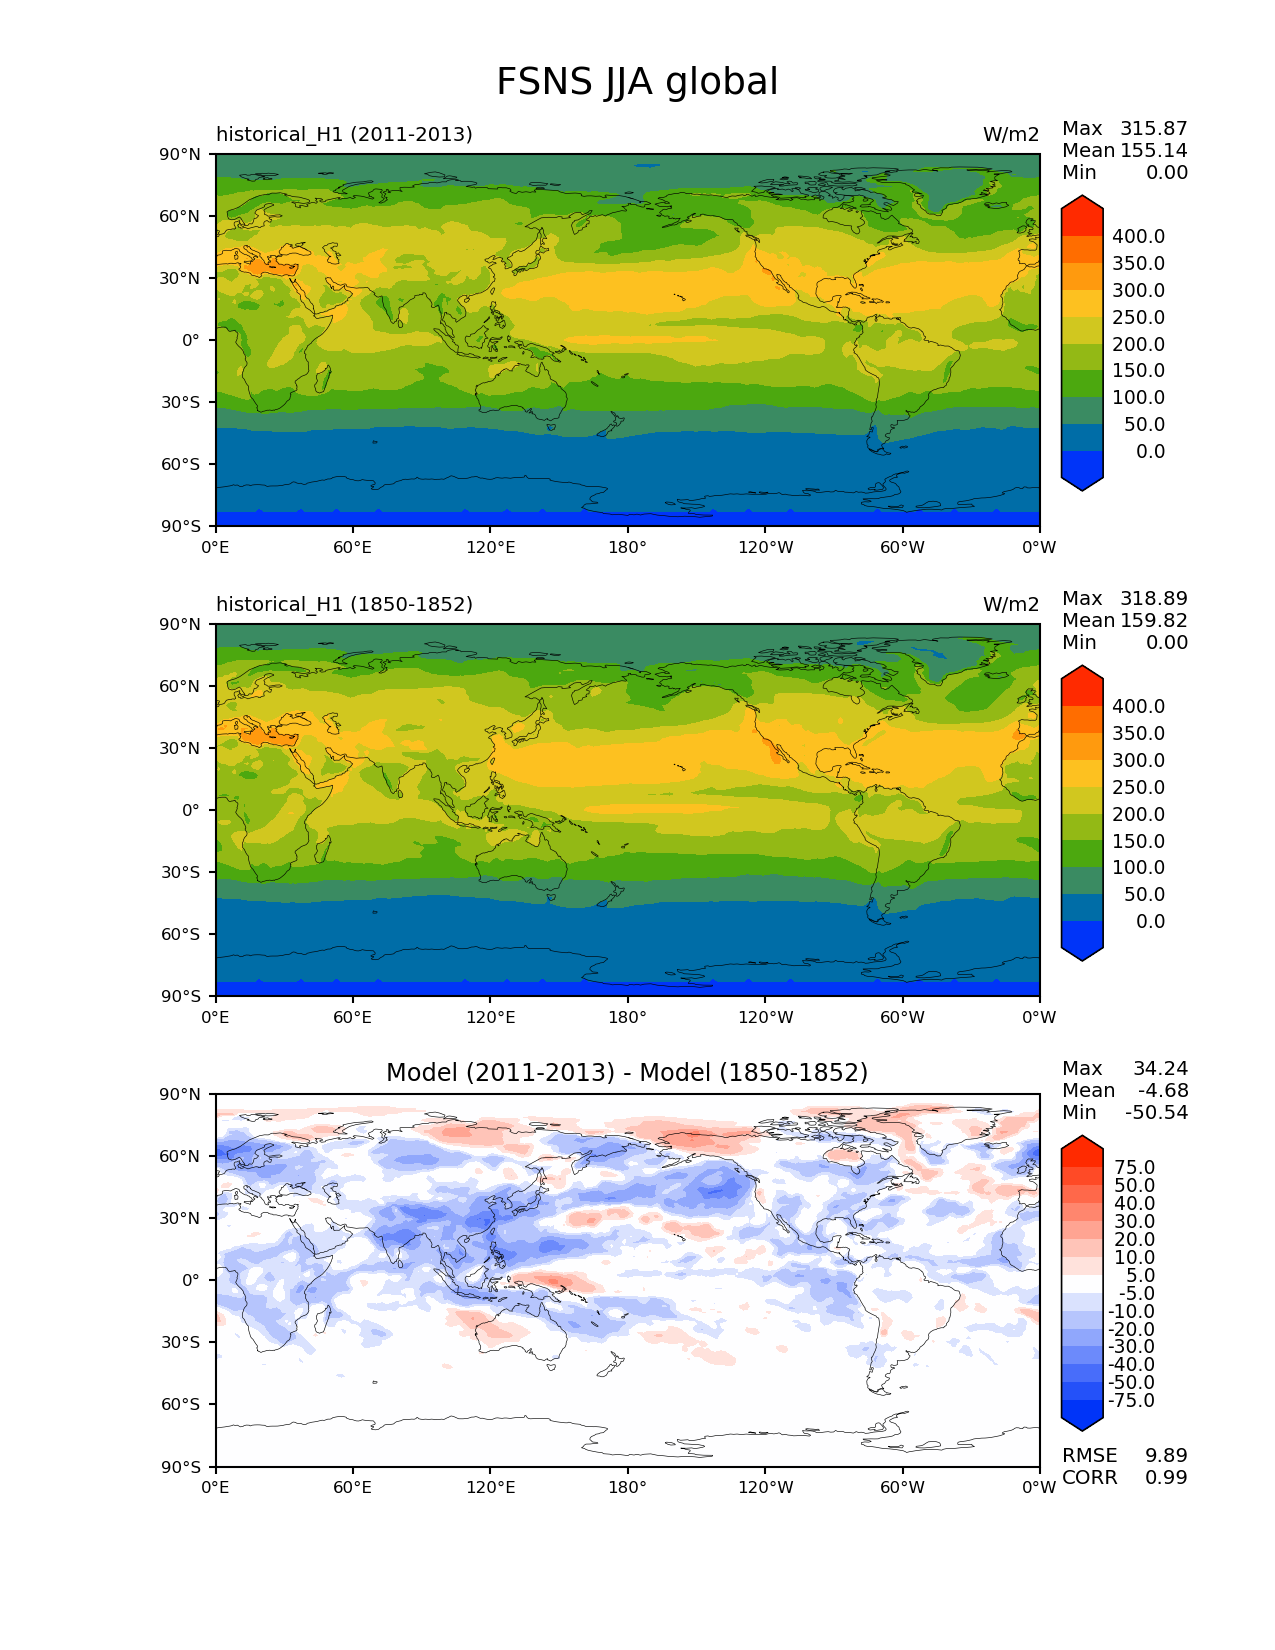 FSNS JJA global
historical_H1 (2011-2013) W/m2
Max 315.87
Mean 155.14
Min 0.00
90°N
60°N
30°N
0°
30°S
60°S
90°S
0°E 60°E 120°E 180° 120°W 60°W 0°W
400.0
350.0
300.0
250.0
200.0
150.0
100.0
50.0
0.0
historical_H1 (1850-1852) W/m2
Max 318.89
Mean 159.82
Min 0.00
90°N
60°N
30°N
0°
30°S
60°S
90°S
0°E 60°E 120°E 180° 120°W 60°W 0°W
400.0
350.0
300.0
250.0
200.0
150.0
100.0
50.0
0.0
Model (2011-2013) - Model (1850-1852)
Max 34.24
Mean -4.68
Min -50.54
90°N
60°N
30°N
0°
30°S
60°S
90°S
0°E 60°E 120°E 180° 120°W 60°W 0°W
75.0
50.0
40.0
30.0
20.0
10.0
5.0
-5.0
-10.0
-20.0
-30.0
-40.0
-50.0
-75.0
RMSE 9.89
CORR 0.99